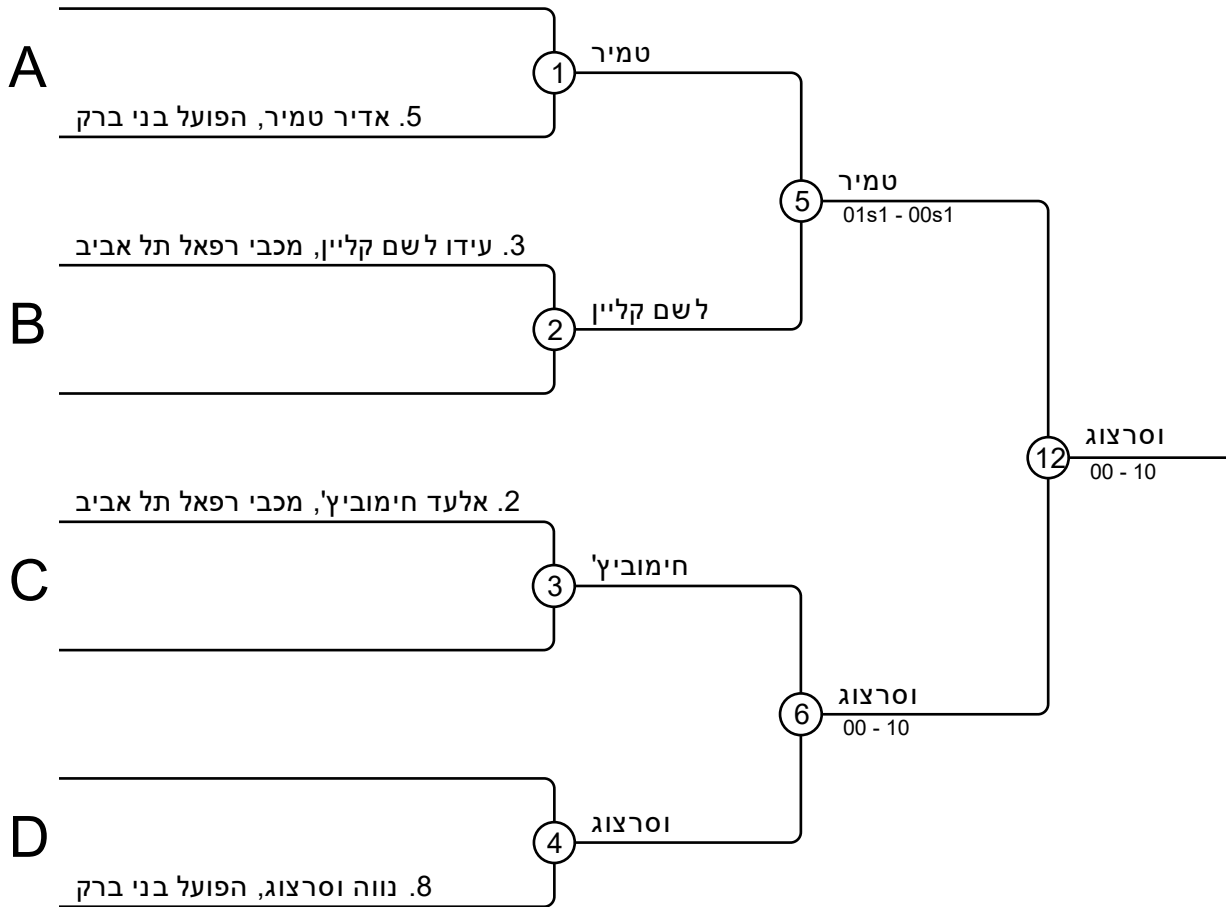 A
1
טמיר
5. אדיר טמיר, הפועל בני ברק
5
טמיר
01s1 - 00s1
3. עידו לשם קליין, מכבי רפאל תל אביב
B
2
לשם קליין
12
וסרצוג
00 - 10
2. אלעד חימוביץ', מכבי רפאל תל אביב
C
3
חימוביץ'
6
וסרצוג
00 - 10
D
4
וסרצוג
8. נווה וסרצוג, הפועל בני ברק